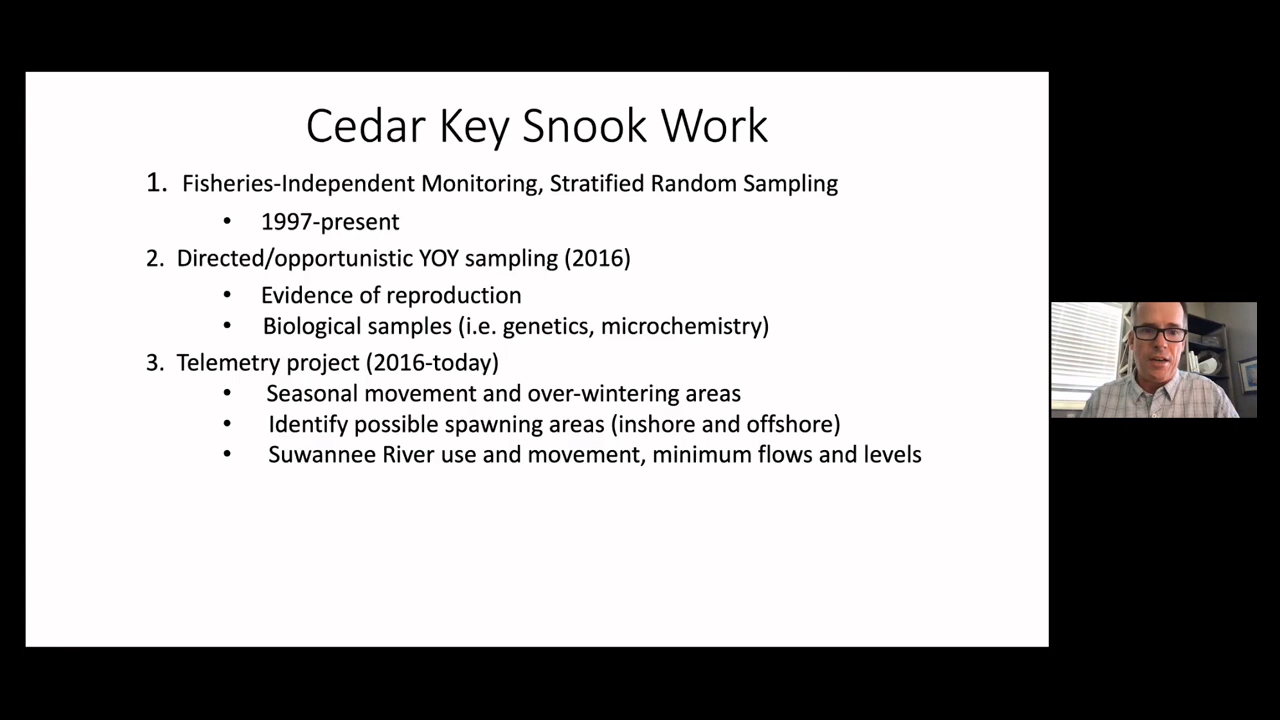 Cedar Key Snook Work
1. Fisheries-Independent Monitoring, Stratified Random Sampling
• 1997-present
2. Directed/opportunistic YOY sampling (2016)
• Evidence of reproduction
• Biological samples (i.e. genetics, microchemistry)
3. Telemetry project (2016-today)
• Seasonal movement and over-wintering areas
• Identify possible spawning areas (inshore and offshore)
• Suwannee River use and movement, minimum flows and levels